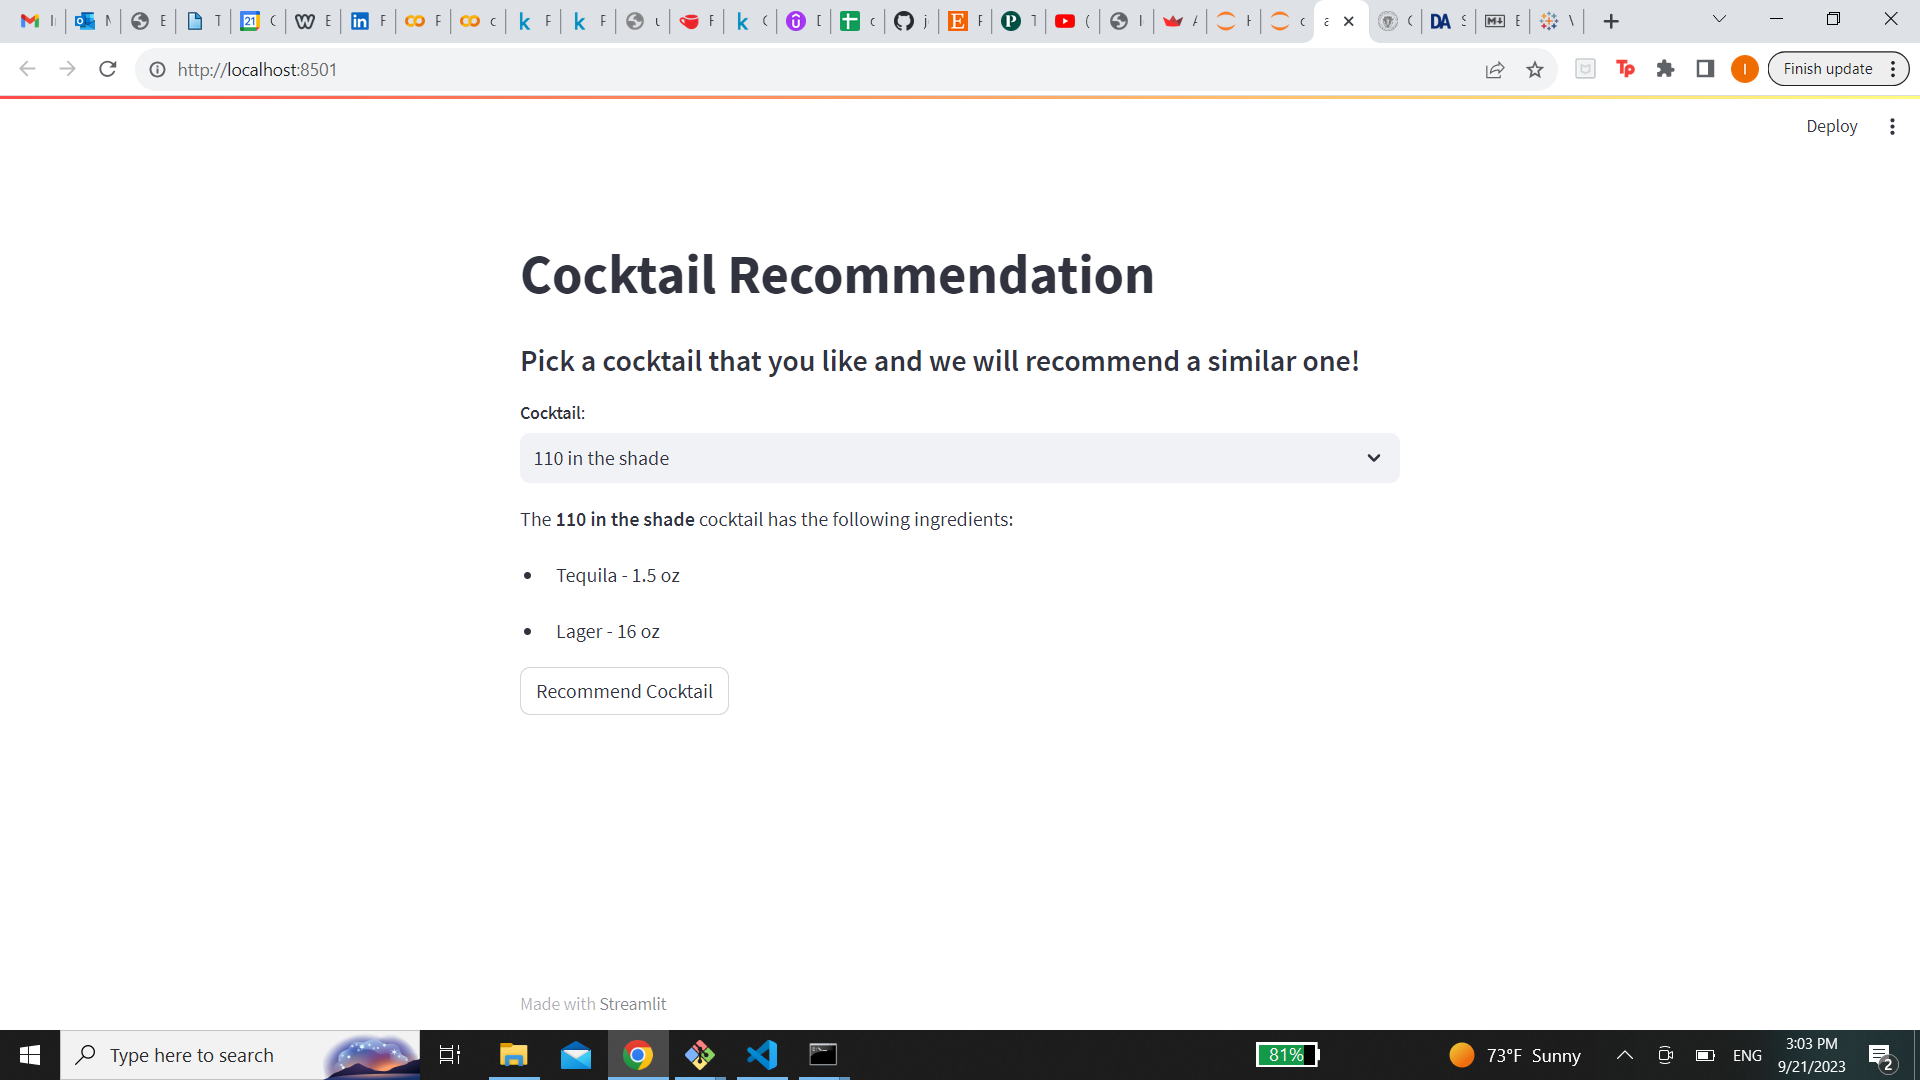 http://localhost:8501
Finish update
Deploy
Cocktail Recommendation
Pick a cocktail that you like and we will recommend a similar one!
Cocktail:
110 in the shade
The 110 in the shade cocktail has the following ingredients:
Tequila - 1.5 oz
Lager - 16 oz
Recommend Cocktail
Made with Streamlit
Type here to search
81%
73°F Sunny
ENG
3:03 PM
9/21/2023
2